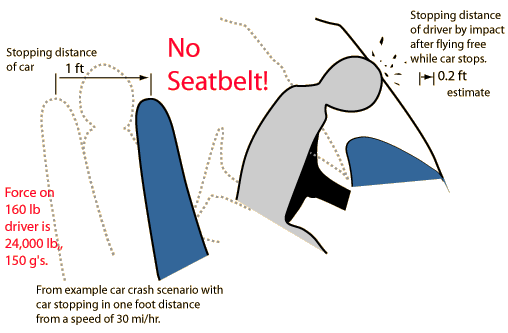 No
Seatbelt!
Stopping distance
of car
1 ft
Stopping distance
of driver by impact
after flying free
while car stops.
0.2 ft
estimate
Force on
160 lb
driver is
24,000 lb,
150 g's.
From example car crash scenario with
car stopping in one foot distance
from a speed of 30 mi/hr.